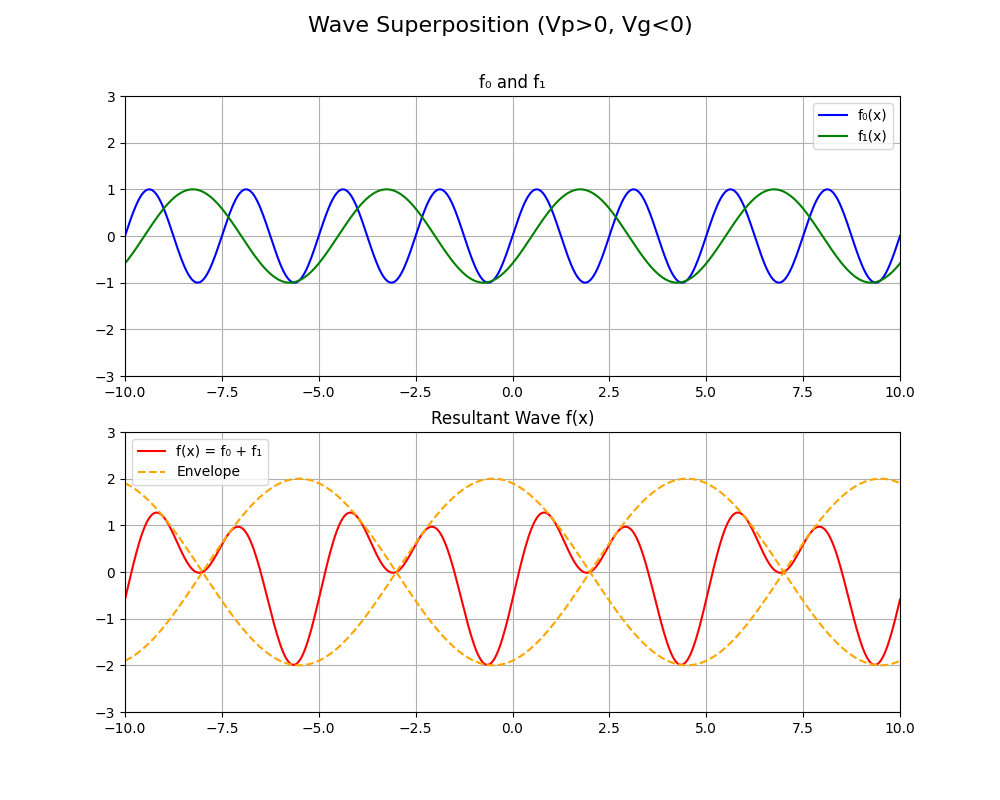 Wave Superposition (Vp>0, Vg<0)
f₀ and f₁
3
2
1
0
−1
−2
−3
f₀(x)
f₁(x)
−10.0 −7.5 −5.0 −2.5 0.0 2.5 5.0 7.5 10.0
Resultant Wave f(x)
3
2
1
0
−1
−2
−3
f(x) = f₀ + f₁
Envelope
−10.0 −7.5 −5.0 −2.5 0.0 2.5 5.0 7.5 10.0